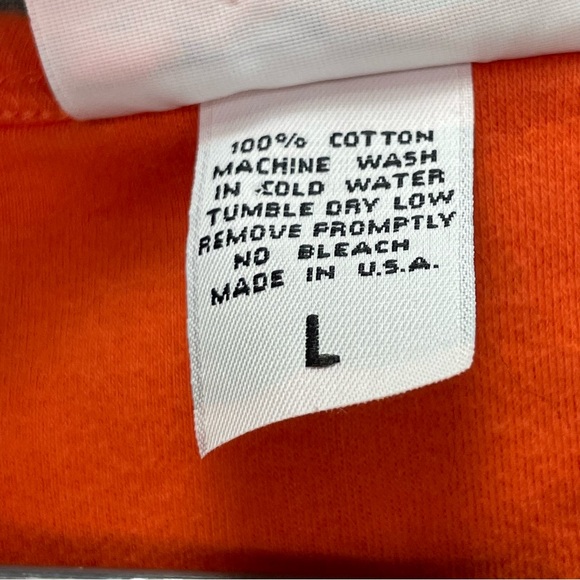 100% COTTON
MACHINE WASH
IN COLD WATER
TUMBLE DRY LOW
REMOVE PROMPTLY
NO BLEACH
MADE IN U.S.A.
L